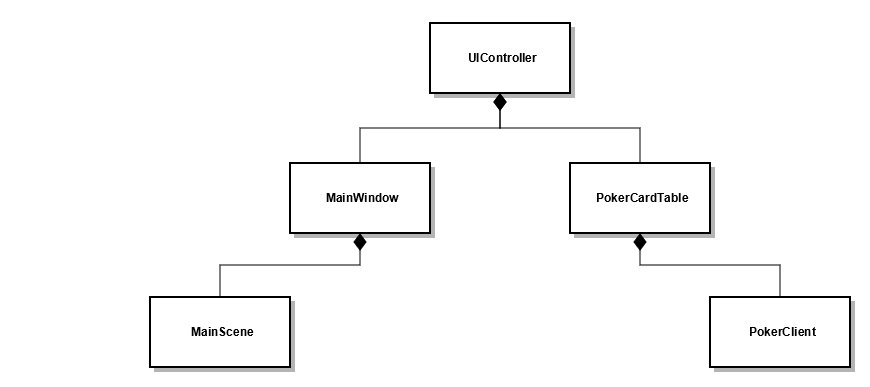 UIController
MainWindow
PokerCardTable
MainScene
PokerClient